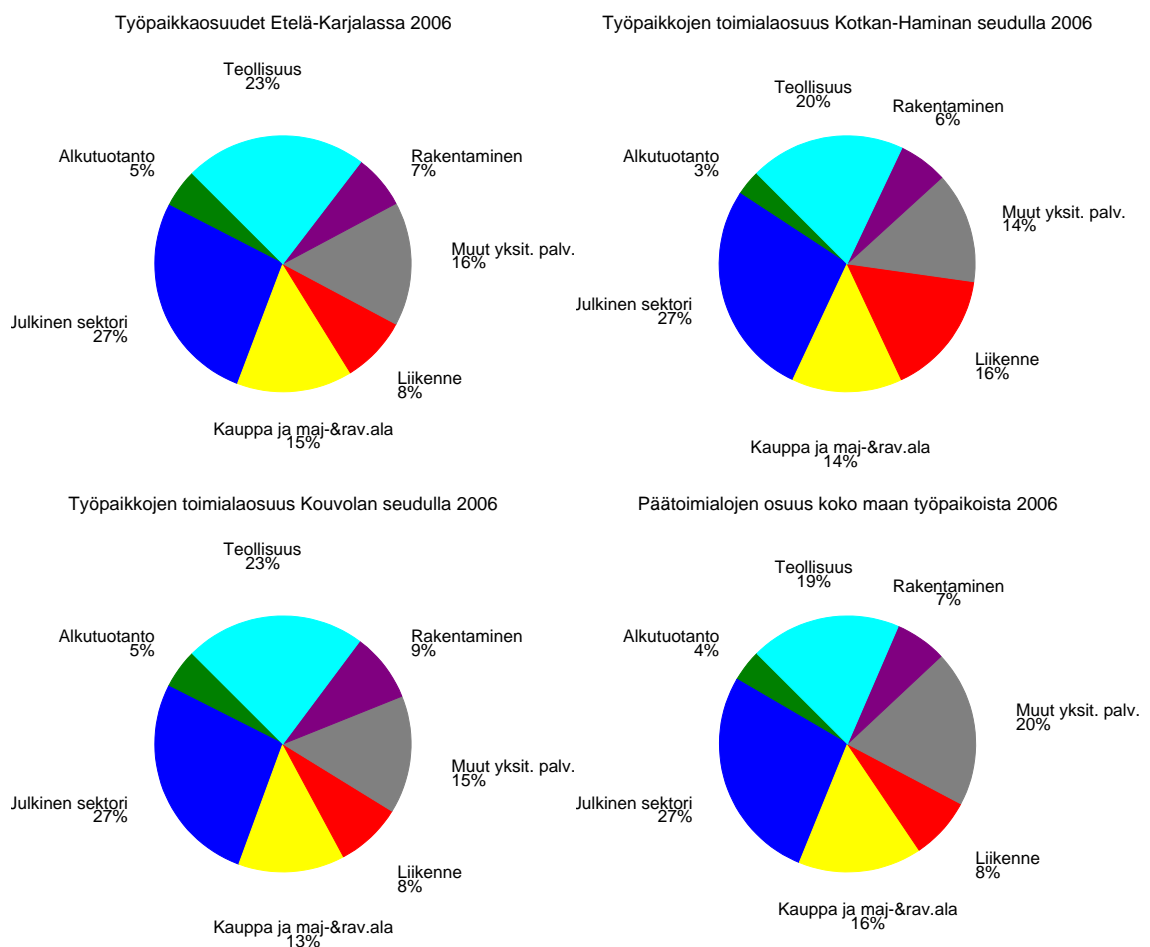 Työpaikkaosuudet Etelä-Karjalassa 2006
Teollisuus
23%
Rakentaminen
7%
Alkutuotanto
5%
Muut yksit. palv.
16%
Julkinen sektori
27%
Liikenne
8%
Kauppa ja maj-&rav.ala
15%
Työpaikkojen toimialaosuus Kotkan-Haminan seudulla 2006
Teollisuus
20%
Rakentaminen
6%
Alkutuotanto
3%
Muut yksit. palv.
14%
Julkinen sektori
27%
Liikenne
16%
Kauppa ja maj-&rav.ala
14%
Työpaikkojen toimialaosuus Kouvolan seudulla 2006
Teollisuus
23%
Rakentaminen
9%
Alkutuotanto
5%
Muut yksit. palv.
15%
Julkinen sektori
27%
Liikenne
8%
Kauppa ja maj-&rav.ala
13%
Päätoimialojen osuus koko maan työpaikoista 2006
Teollisuus
19%
Rakentaminen
7%
Alkutuotanto
4%
Muut yksit. palv.
20%
Julkinen sektori
27%
Liikenne
8%
Kauppa ja maj-&rav.ala
16%